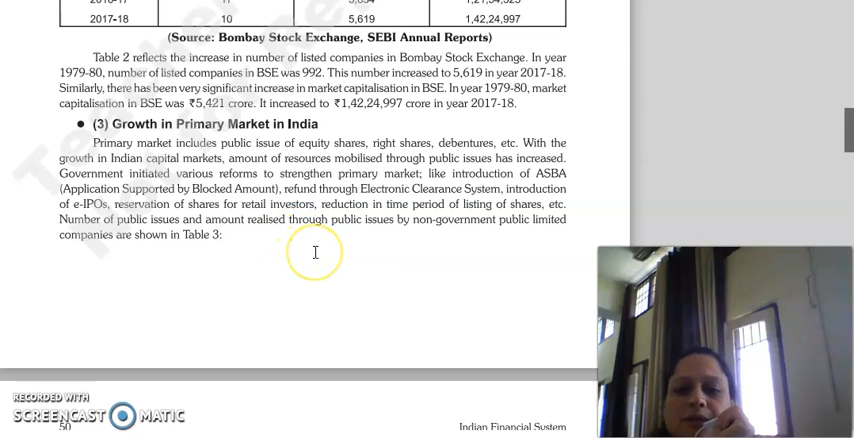 2017-18 10 5,619 1,42,24,997
(Source: Bombay Stock Exchange, SEBI Annual Reports)
Table 2 reflects the increase in number of listed companies in Bombay Stock Exchange. In year
1979-80, number of listed companies in BSE was 992. This number increased to 5,619 in year 2017-18.
Similarly, there has been very significant increase in market capitalisation in BSE. In year 1979-80, market
capitalisation in BSE was ₹5,421 crore. It increased to ₹1,42,24,997 crore in year 2017-18.
• (3) Growth in Primary Market in India
Primary market includes public issue of equity shares, right shares, debentures, etc. With the
growth in Indian capital markets, amount of resources mobilised through public issues has increased.
Government initiated various reforms to strengthen primary market; like introduction of ASBA
(Application Supported by Blocked Amount), refund through Electronic Clearance System, introduction
of e-IPOs, reservation of shares for retail investors, reduction in time period of listing of shares, etc.
Number of public issues and amount realised through public issues by non-government public limited
companies are shown in Table 3:
RECORDED WITH
SCREENCAST MATIC
50 Indian Financial System